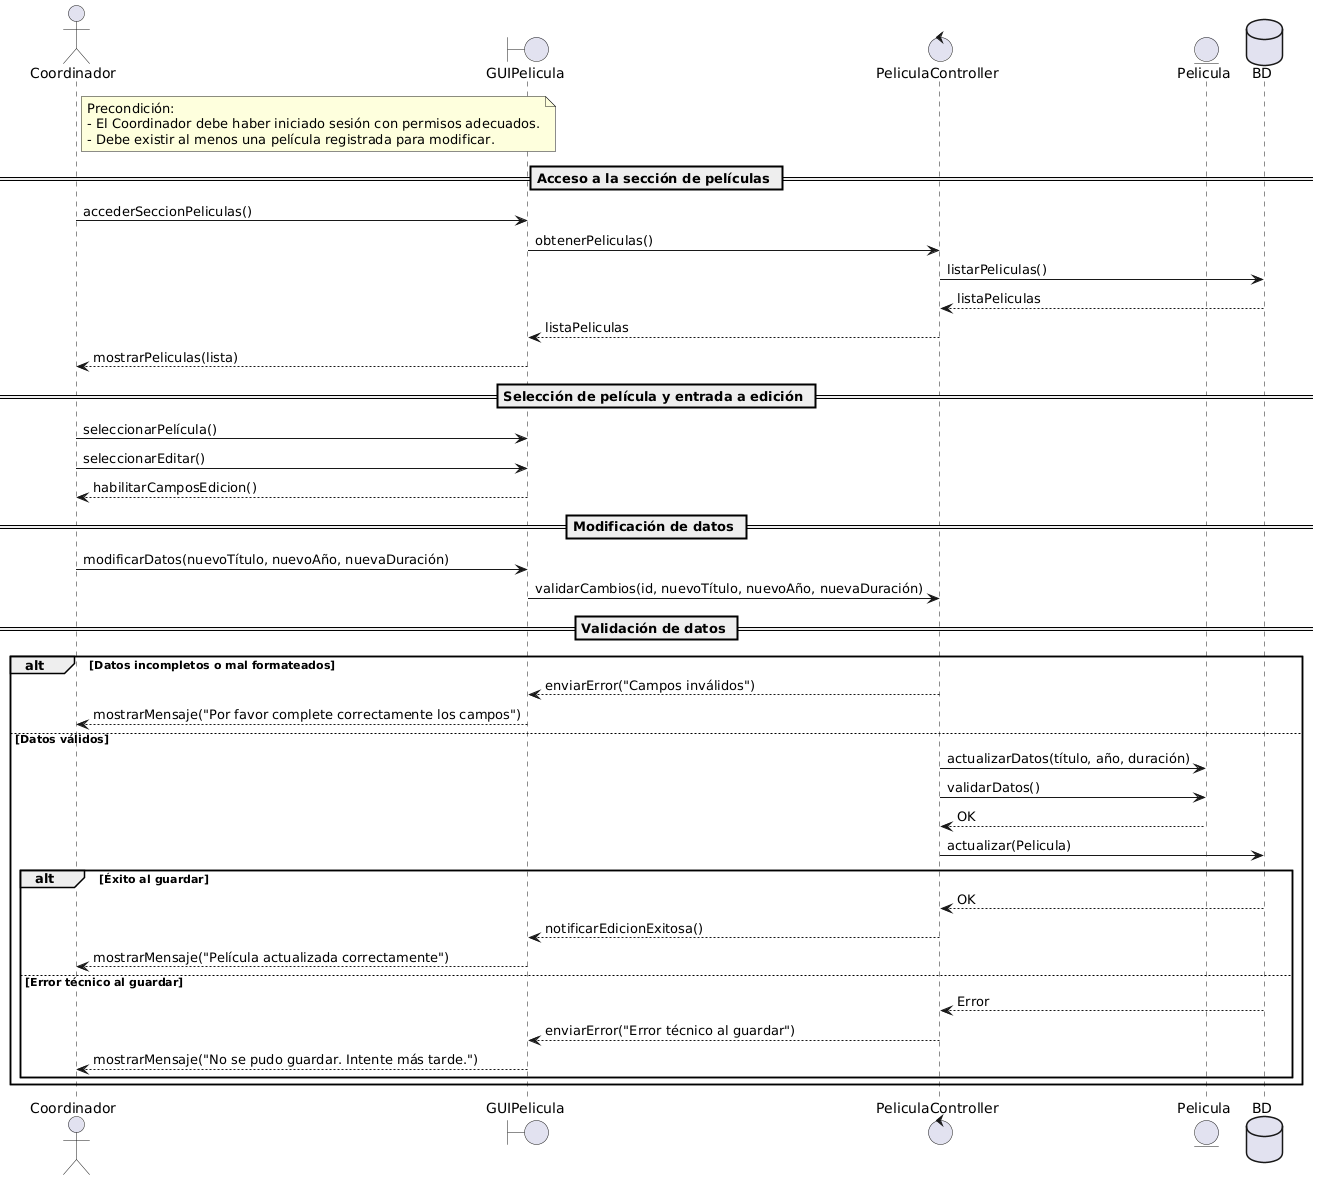 Coordinador
GUIPelicula
PeliculaController
Pelicula
BD
Precondición:
- El Coordinador debe haber iniciado sesión con permisos adecuados.
- Debe existir al menos una película registrada para modificar.
Acceso a la sección de películas
accederSeccionPeliculas()
obtenerPeliculas()
listarPeliculas()
listaPeliculas
listaPeliculas
mostrarPeliculas(lista)
Selección de película y entrada a edición
seleccionarPelícula()
seleccionarEditar()
habilitarCamposEdicion()
Modificación de datos
modificarDatos(nuevoTítulo, nuevoAño, nuevaDuración)
validarCambios(id, nuevoTítulo, nuevoAño, nuevaDuración)
Validación de datos
alt [Datos incompletos o mal formateados]
enviarError("Campos inválidos")
mostrarMensaje("Por favor complete correctamente los campos")
[Datos válidos]
actualizarDatos(título, año, duración)
validarDatos()
OK
actualizar(Pelicula)
alt [Éxito al guardar]
OK
notificarEdicionExitosa()
mostrarMensaje("Película actualizada correctamente")
[Error técnico al guardar]
Error
enviarError("Error técnico al guardar")
mostrarMensaje("No se pudo guardar. Intente más tarde.")
Coordinador
GUIPelicula
PeliculaController
Pelicula
BD